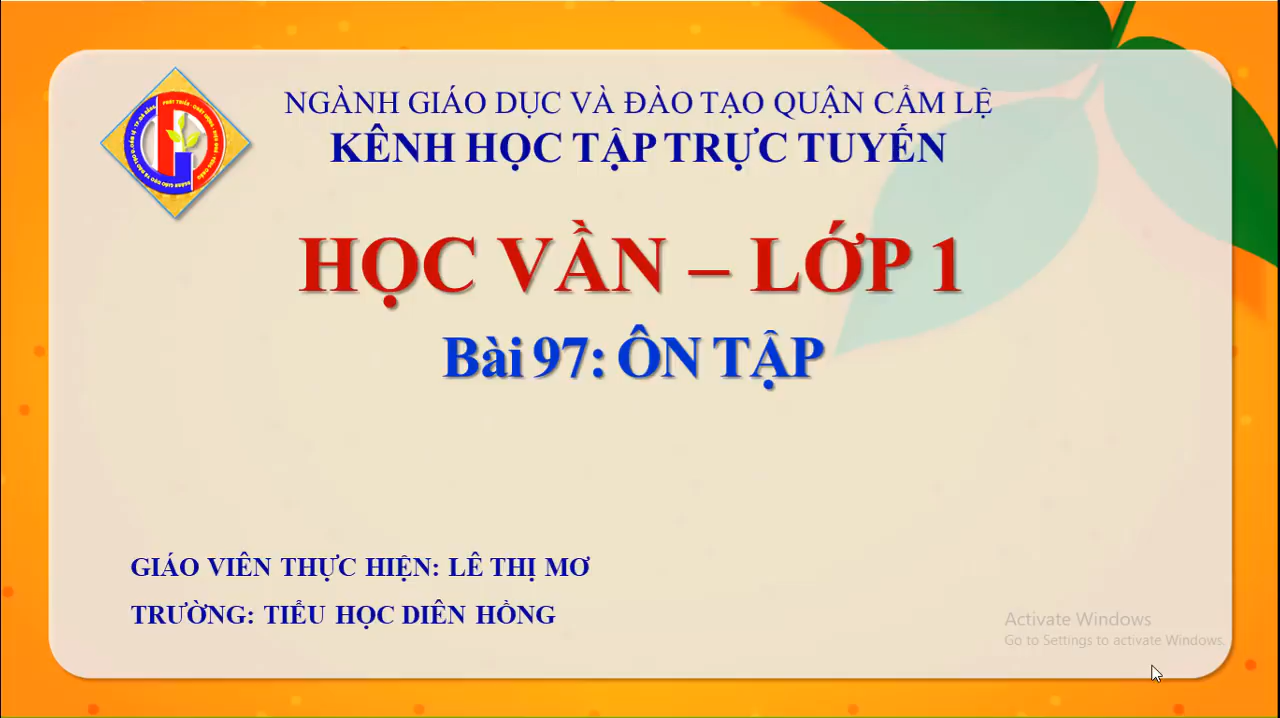 NGÀNH GIÁO DỤC VÀ ĐÀO TẠO QUẬN CẨM LỆ
KÊNH HỌC TẬP TRỰC TUYẾN
HỌC VẦN – LỚP 1
Bài 97: ÔN TẬP
GIÁO VIÊN THỰC HIỆN: LÊ THỊ MƠ
TRƯỜNG: TIỂU HỌC DIÊN HỒNG
Activate Windows
Go to Settings to activate Windows.